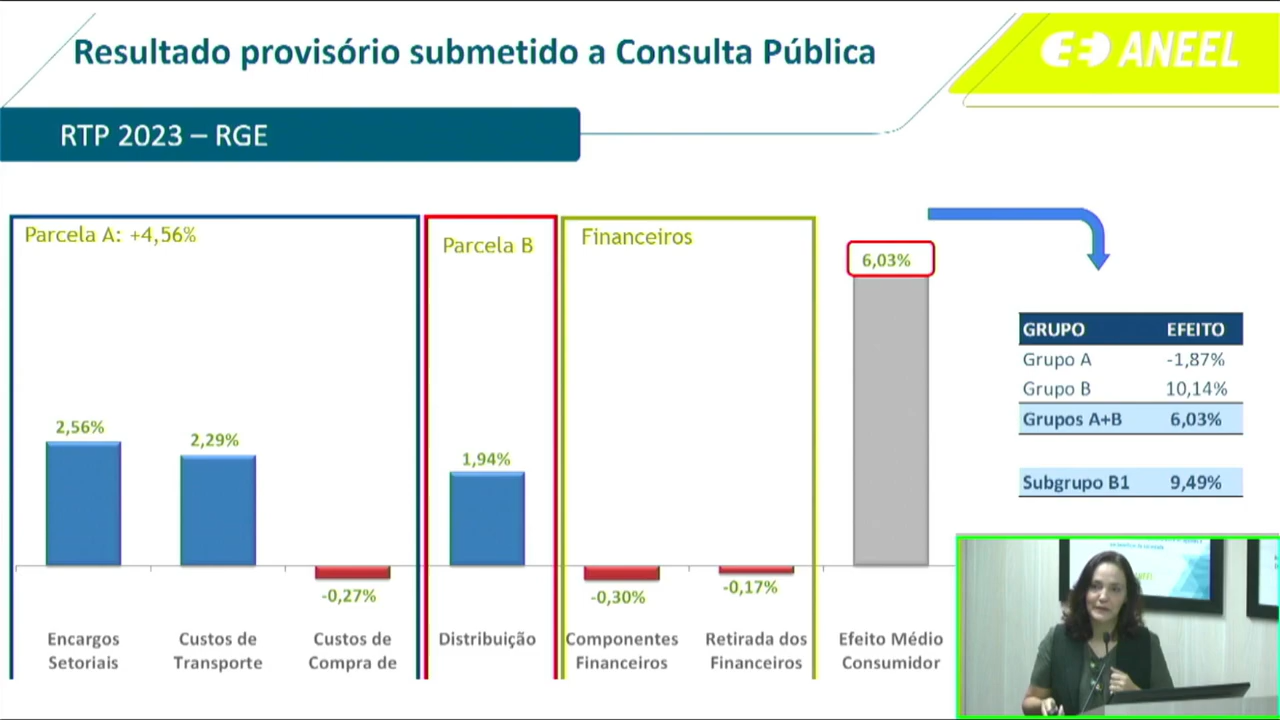 Resultado provisório submetido a Consulta Pública
ANEEL
RTP 2023 – RGE
Parcela A: +4,56%
Parcela B
Financeiros
6,03%
2,56%
2,29%
-0,27%
1,94%
-0,30%
-0,17%
Encargos
Setoriais
Custos de
Transporte
Custos de
Compra de
Distribuição
Componentes
Financeiros
Retirada dos
Financeiros
Efeito Médio
Consumidor
GRUPO EFEITO
Grupo A -1,87%
Grupo B 10,14%
Grupos A+B 6,03%
Subgrupo B1 9,49%